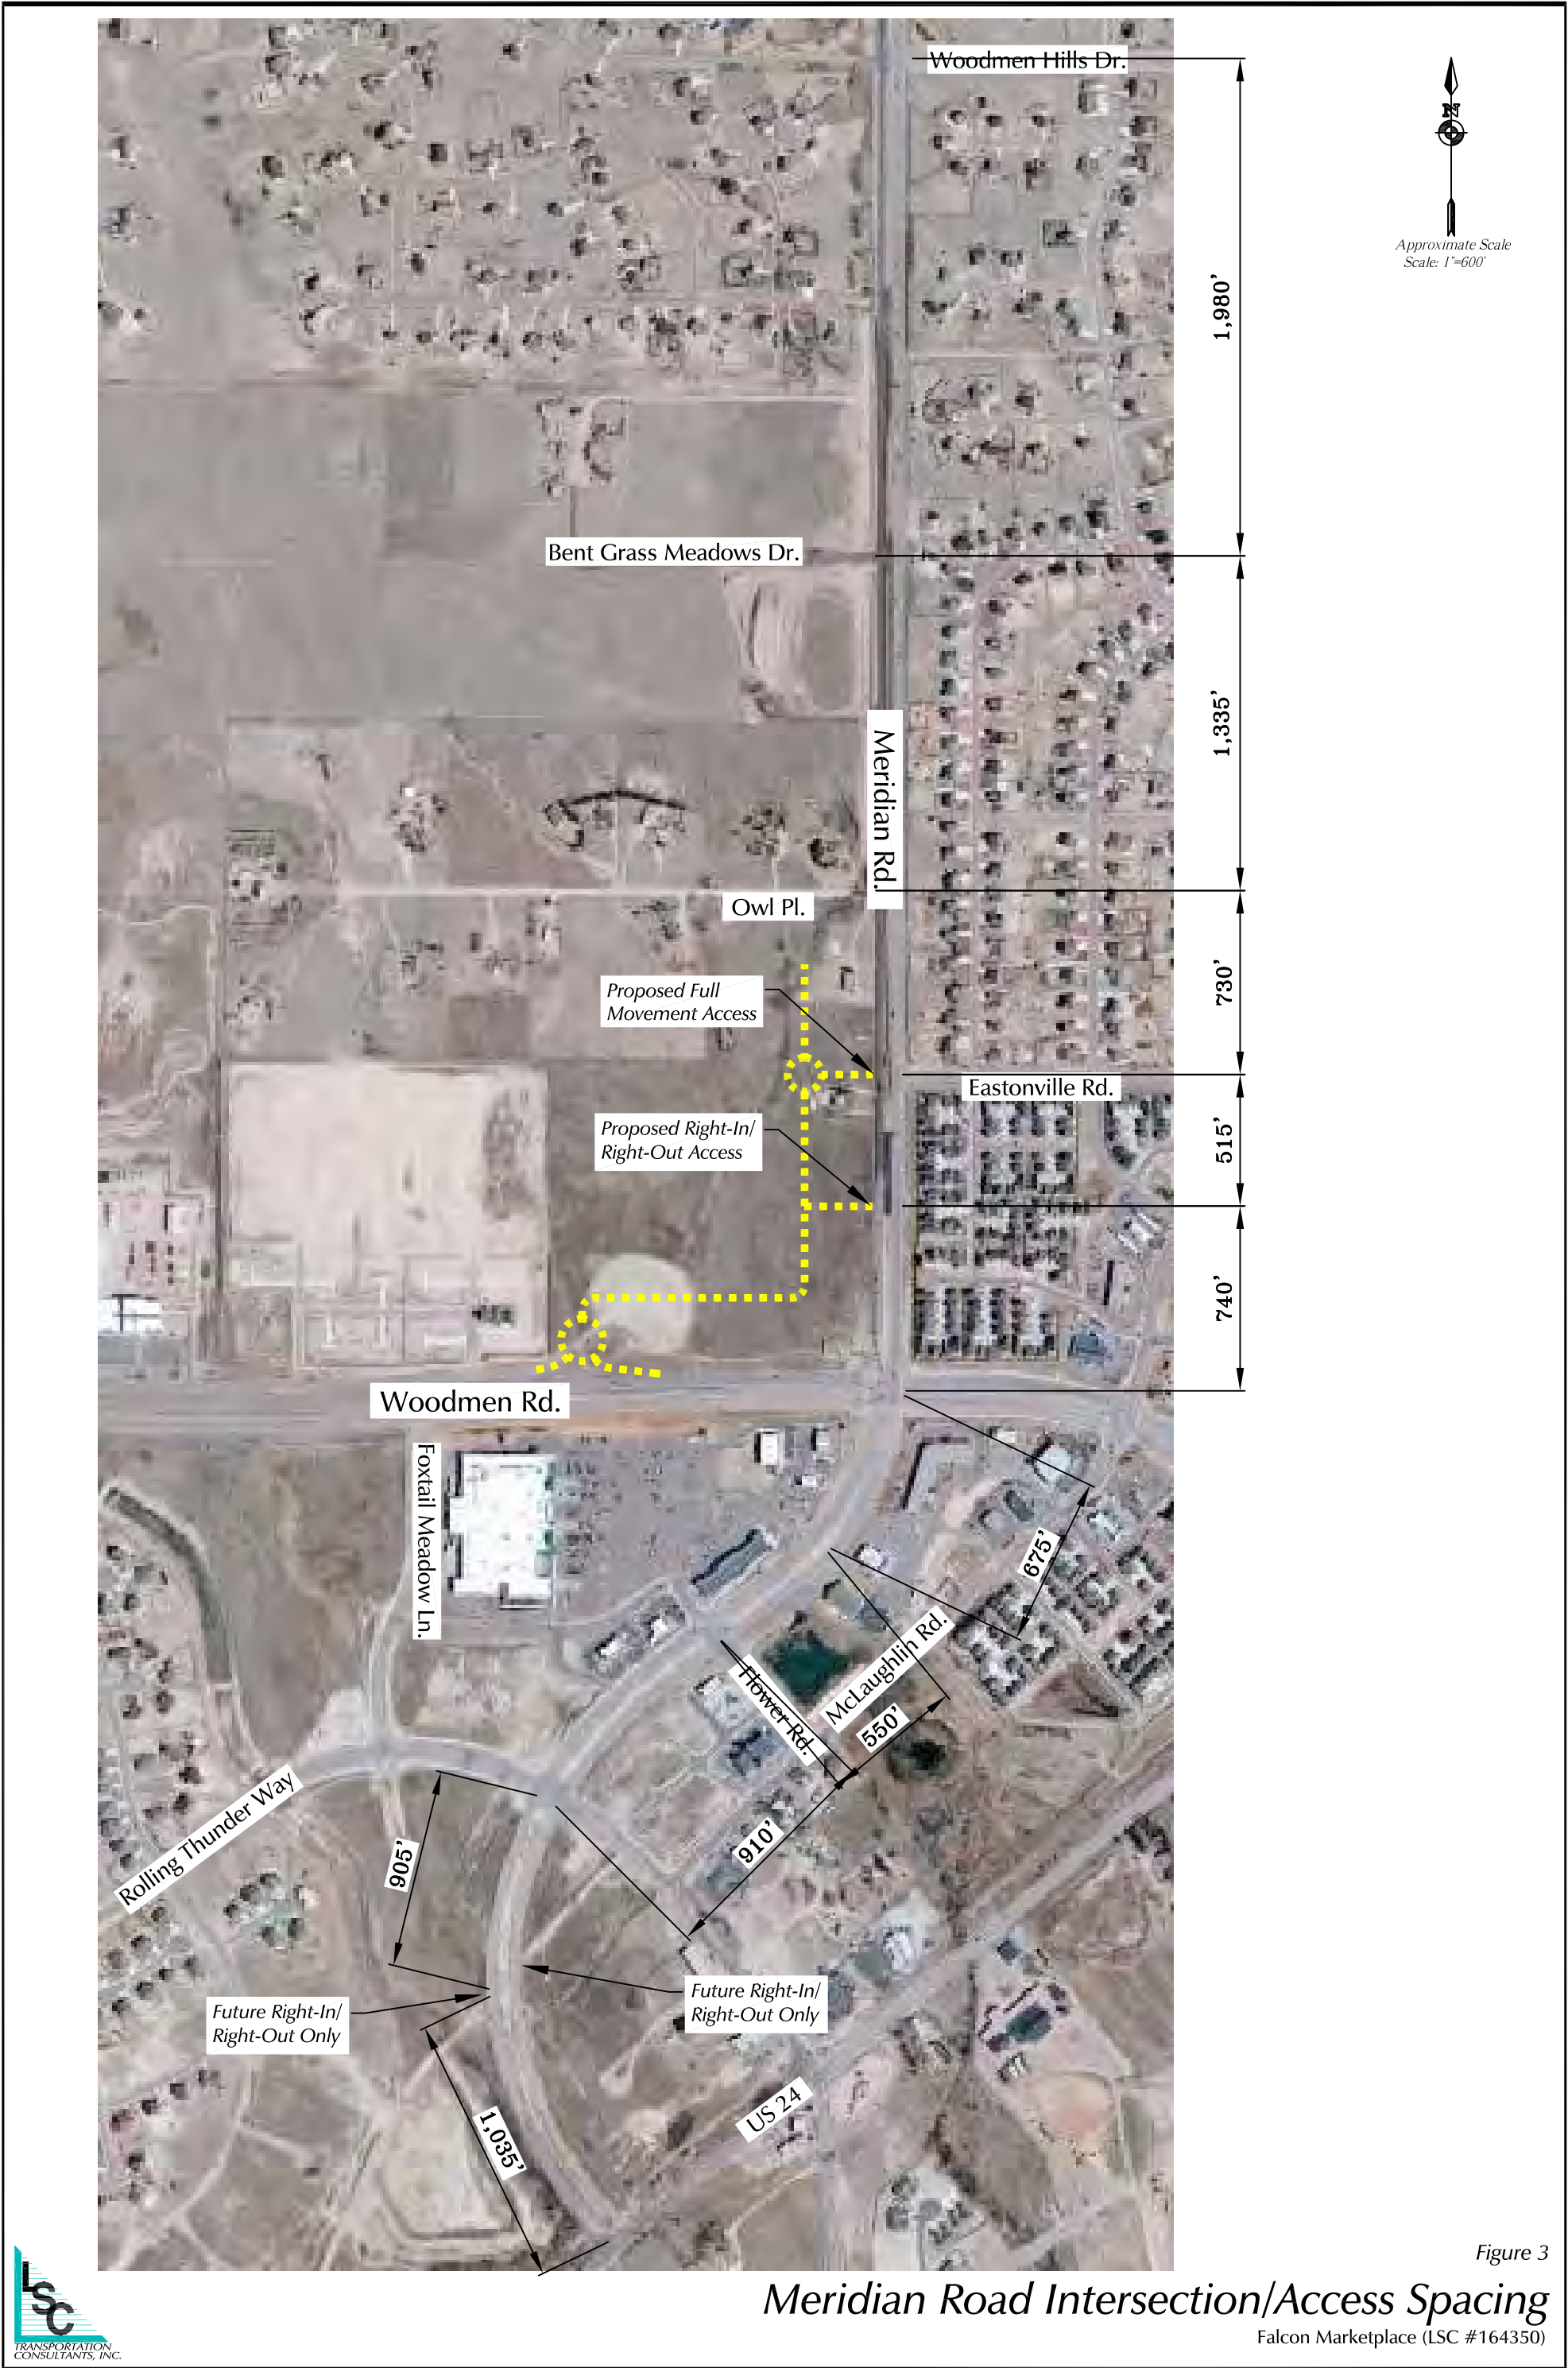 Woodmen Hills Dr.
N
Approximate Scale
Scale: 1"=600'
1,980'
Bent Grass Meadows Dr.
1,335'
Meridian Rd.
Owl Pl.
730'
Proposed Full
Movement Access
Eastonville Rd.
515'
Proposed Right-In/
Right-Out Access
740'
Woodmen Rd.
Foxtail Meadow Ln.
675'
McLaughlin Rd.
Flower Rd.
550'
910'
Rolling Thunder Way
905'
Future Right-In/
Right-Out Only
Future Right-In/
Right-Out Only
US 24
1,035'
Figure 3
Meridian Road Intersection/Access Spacing
Falcon Marketplace (LSC #164350)
LSC
TRANSPORTATION
CONSULTANTS, INC.